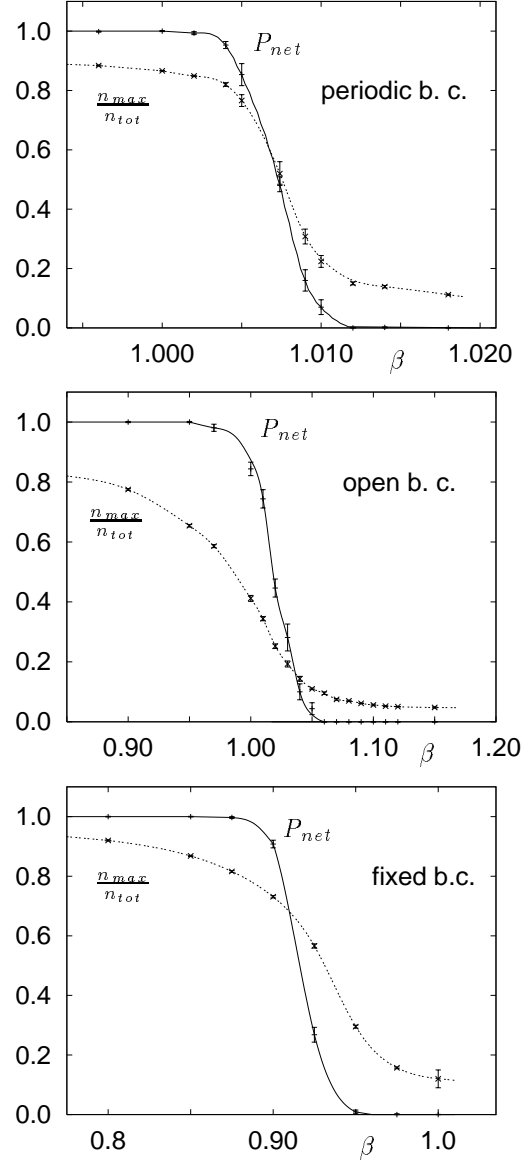 1.0
P_net
0.8
periodic b. c.
n_max
n_tot
0.6
0.4
0.2
0.0
1.000 1.010 1.020
β
1.0
P_net
0.8
open b. c.
n_max
n_tot
0.6
0.4
0.2
0.0
0.90 1.00 1.10 1.20
β
1.0
P_net
0.8
fixed b.c.
n_max
n_tot
0.6
0.4
0.2
0.0
0.8 0.90 1.0
β